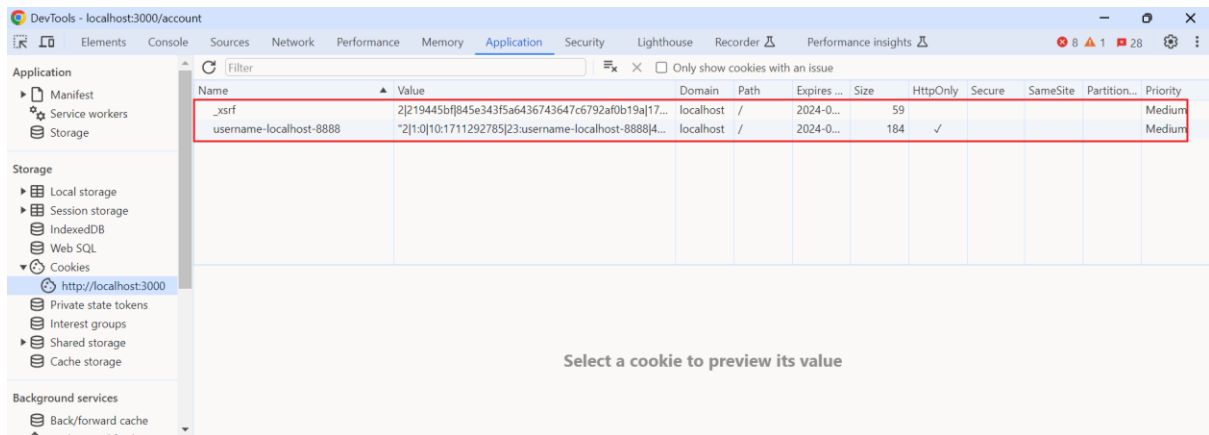 DevTools - localhost:3000/account
Elements Console Sources Network Performance Memory Application Security Lighthouse Recorder Performance insights 8 1 28
Application
Manifest
Service workers
Storage
Storage
Local storage
Session storage
IndexedDB
Web SQL
Cookies
http://localhost:3000
Private state tokens
Interest groups
Shared storage
Cache storage
Background services
Back/forward cache
Filter Only show cookies with an issue
Name Value Domain Path Expires ... Size HttpOnly Secure SameSite Partition... Priority
_xsrf 2|219445bf|845e343f5a6436743647c6792af0b19a|17... localhost / 2024-0... 59 Medium
username-localhost-8888 "2|1:0|10:1711292785|23:username-localhost-8888|4... localhost / 2024-0... 184 ✓ Medium
Select a cookie to preview its value